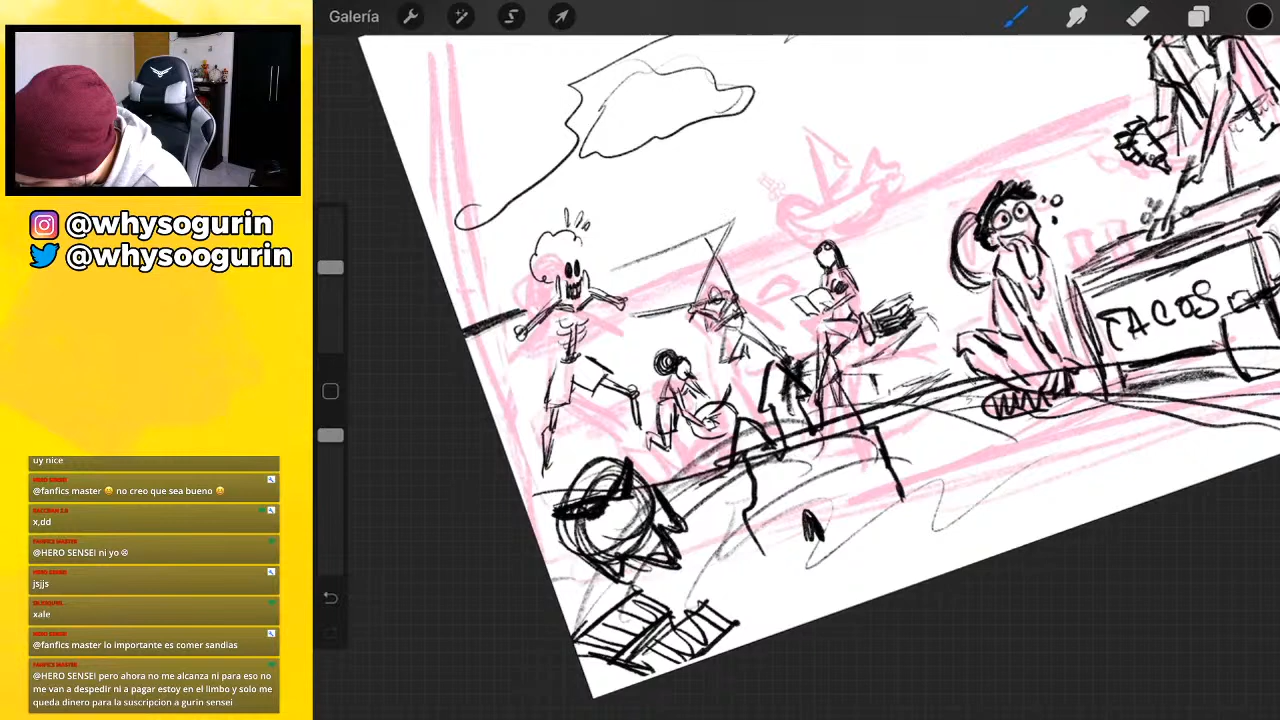 Galería
@whysogurin
@whysoogurin
TACOS
uy nice
HERO SENSEI
@fanfics master 😔 no creo que sea bueno 😔
x,dd
FANFICS MASTER
@HERO SENSEI ni yo 😢
HERO SENSEI
jsjjs
xale
HERO SENSEI
@fanfics master lo importante es comer sandias
FANFICS MASTER
@HERO SENSEI pero ahora no me alcanza ni para eso no
me van a despedir ni a pagar estoy en el limbo y solo me
queda dinero para la suscripcion a gurin sensei